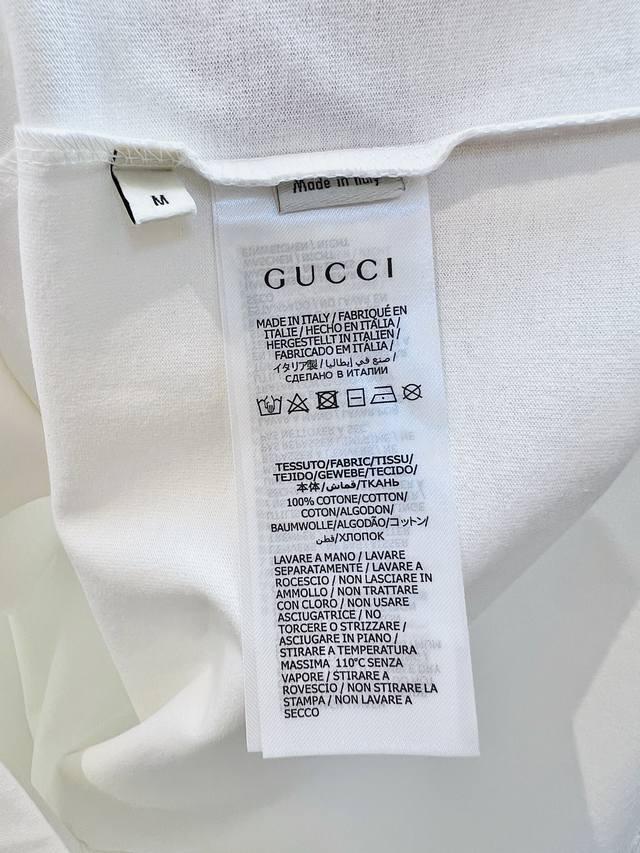 M
Made in Italy
GUCCI
MADE IN ITALY / FABRIQUÉ EN
ITALIE / HECHO EN ITALIA /
HERGESTELLT IN ITALIEN /
FABRICADO EM ITÁLIA /
イタリア製 / صنع في إيطاليا /
СДЕЛАНО В ИТАЛИИ
TESSUTO/FABRIC/TISSU/
TEJIDO/GEWEBE/TECIDO/
本体/قماش/ТКАНЬ
100% COTONE/COTTON/
COTON/ALGODON/
BAUMWOLLE/ALGODÃO/コットン/
قطن/ХЛОПОК
LAVARE A MANO / LAVARE
SEPARATAMENTE / LAVARE A
ROCESCIO / NON LASCIARE IN
AMMOLLO / NON TRATTARE
CON CLORO / NON USARE
ASCIUGATRICE / NO
TORCERE O STRIZZARE /
ASCIUGARE IN PIANO /
STIRARE A TEMPERATURA
MASSIMA 110°C SENZA
VAPORE / STIRARE A
ROVESCIO / NON STIRARE LA
STAMPA / NON LAVARE A
SECCO